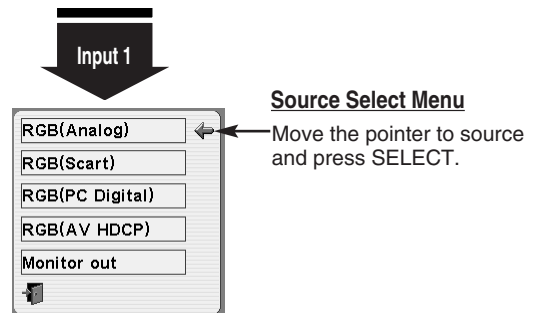 Input 1
Source Select Menu
Move the pointer to source
and press SELECT.
RGB(Analog)
RGB(Scart)
RGB(PC Digital)
RGB(AV HDCP)
Monitor out